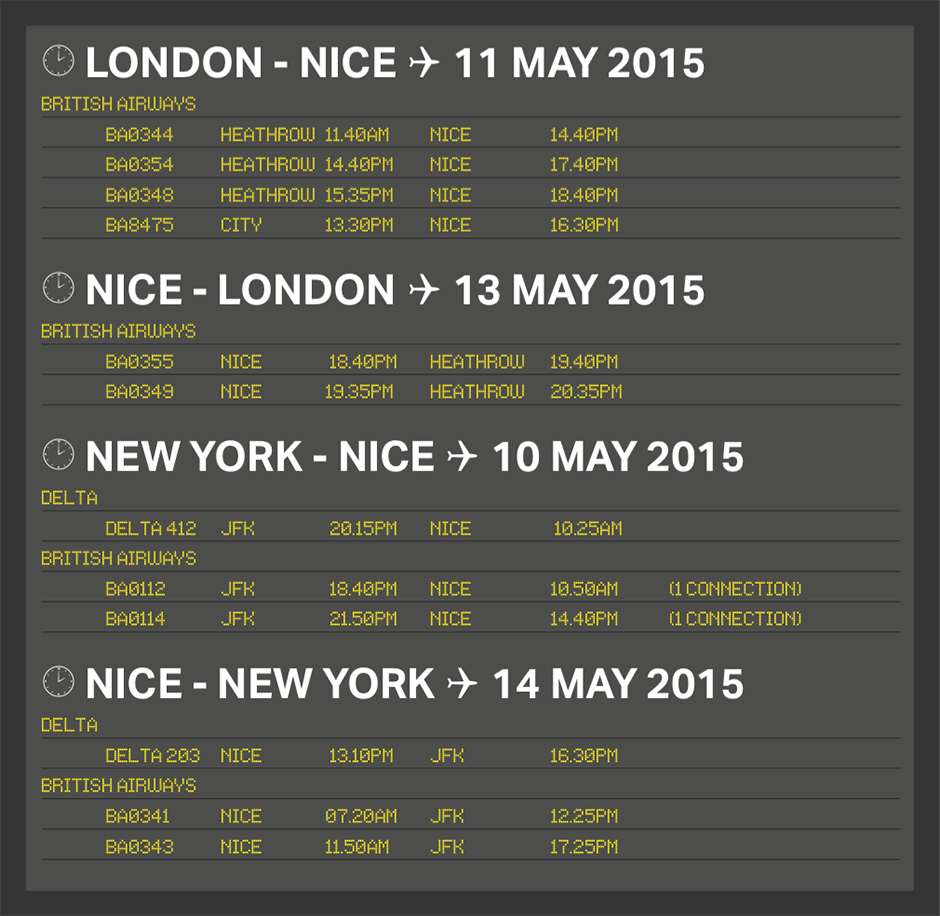 LONDON - NICE ✈ 11 MAY 2015
BRITISH AIRWAYS
BA0344 HEATHROW 11.40AM NICE 14.40PM
BA0354 HEATHROW 14.40PM NICE 17.40PM
BA0348 HEATHROW 15.35PM NICE 18.40PM
BA8475 CITY 13.30PM NICE 16.30PM
NICE - LONDON ✈ 13 MAY 2015
BRITISH AIRWAYS
BA0355 NICE 18.40PM HEATHROW 19.40PM
BA0349 NICE 19.35PM HEATHROW 20.35PM
NEW YORK - NICE ✈ 10 MAY 2015
DELTA
DELTA 412 JFK 20.15PM NICE 10.25AM
BRITISH AIRWAYS
BA0112 JFK 18.40PM NICE 10.50AM (1 CONNECTION)
BA0114 JFK 21.50PM NICE 14.40PM (1 CONNECTION)
NICE - NEW YORK ✈ 14 MAY 2015
DELTA
DELTA 203 NICE 13.10PM JFK 16.30PM
BRITISH AIRWAYS
BA0341 NICE 07.20AM JFK 12.25PM
BA0343 NICE 11.50AM JFK 17.25PM